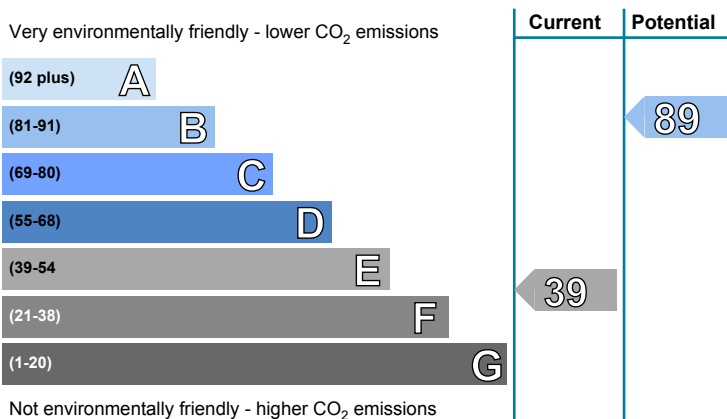 Current Potential
Very environmentally friendly - lower CO2 emissions
(92 plus) A
(81-91) B
89
(69-80) C
(55-68) D
(39-54 E
39
(21-38) F
(1-20) G
Not environmentally friendly - higher CO2 emissions